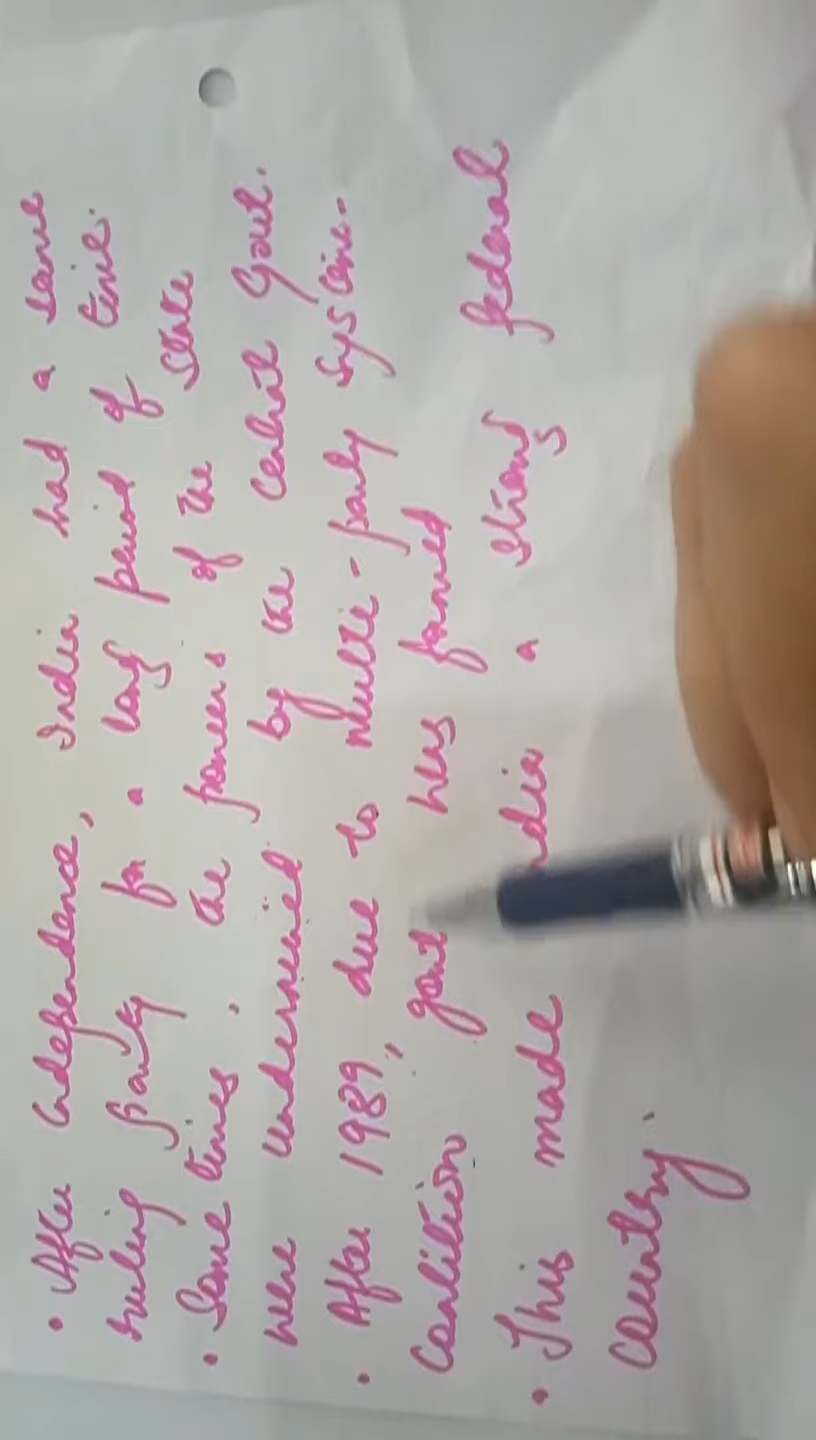 • After independence, India had a same
ruling party for a long period of time.
• Some times, the powers of the state
were undermined by the central govt.
• After 1989, due to multi-party system.
Coalition govt was formed
• This made India a strong federal
country.